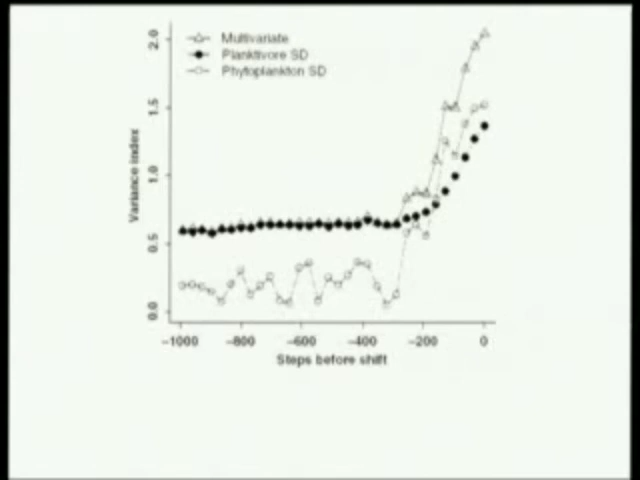 Multivariate
Planktivore SD
Phytoplankton SD
Variance index
2.0
1.5
1.0
0.5
0.0
−1000 −800 −600 −400 −200 0
Steps before shift